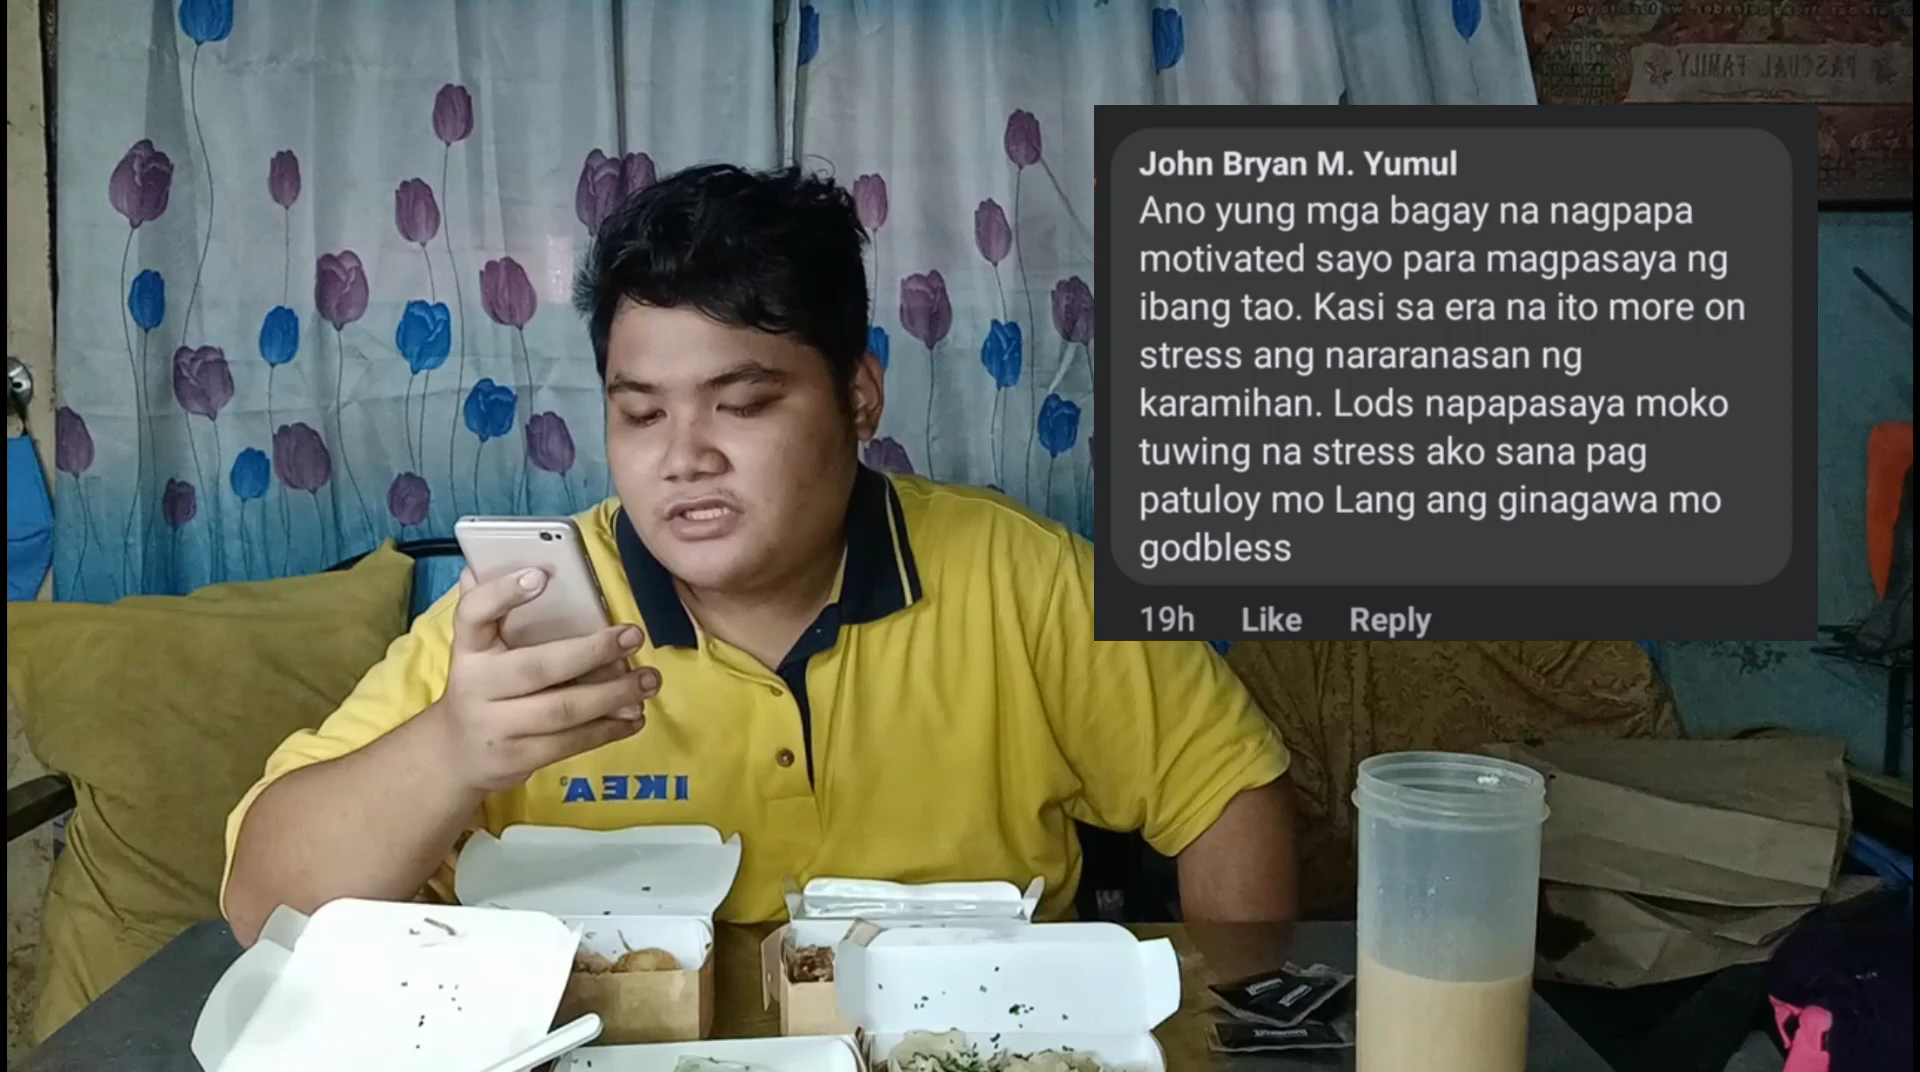 PASCUAL FAMILY
John Bryan M. Yumul
Ano yung mga bagay na nagpapa
motivated sayo para magpasaya ng
ibang tao. Kasi sa era na ito more on
stress ang nararanasan ng
karamihan. Lods napapasaya moko
tuwing na stress ako sana pag
patuloy mo Lang ang ginagawa mo
godbless
19h Like Reply
IKEA